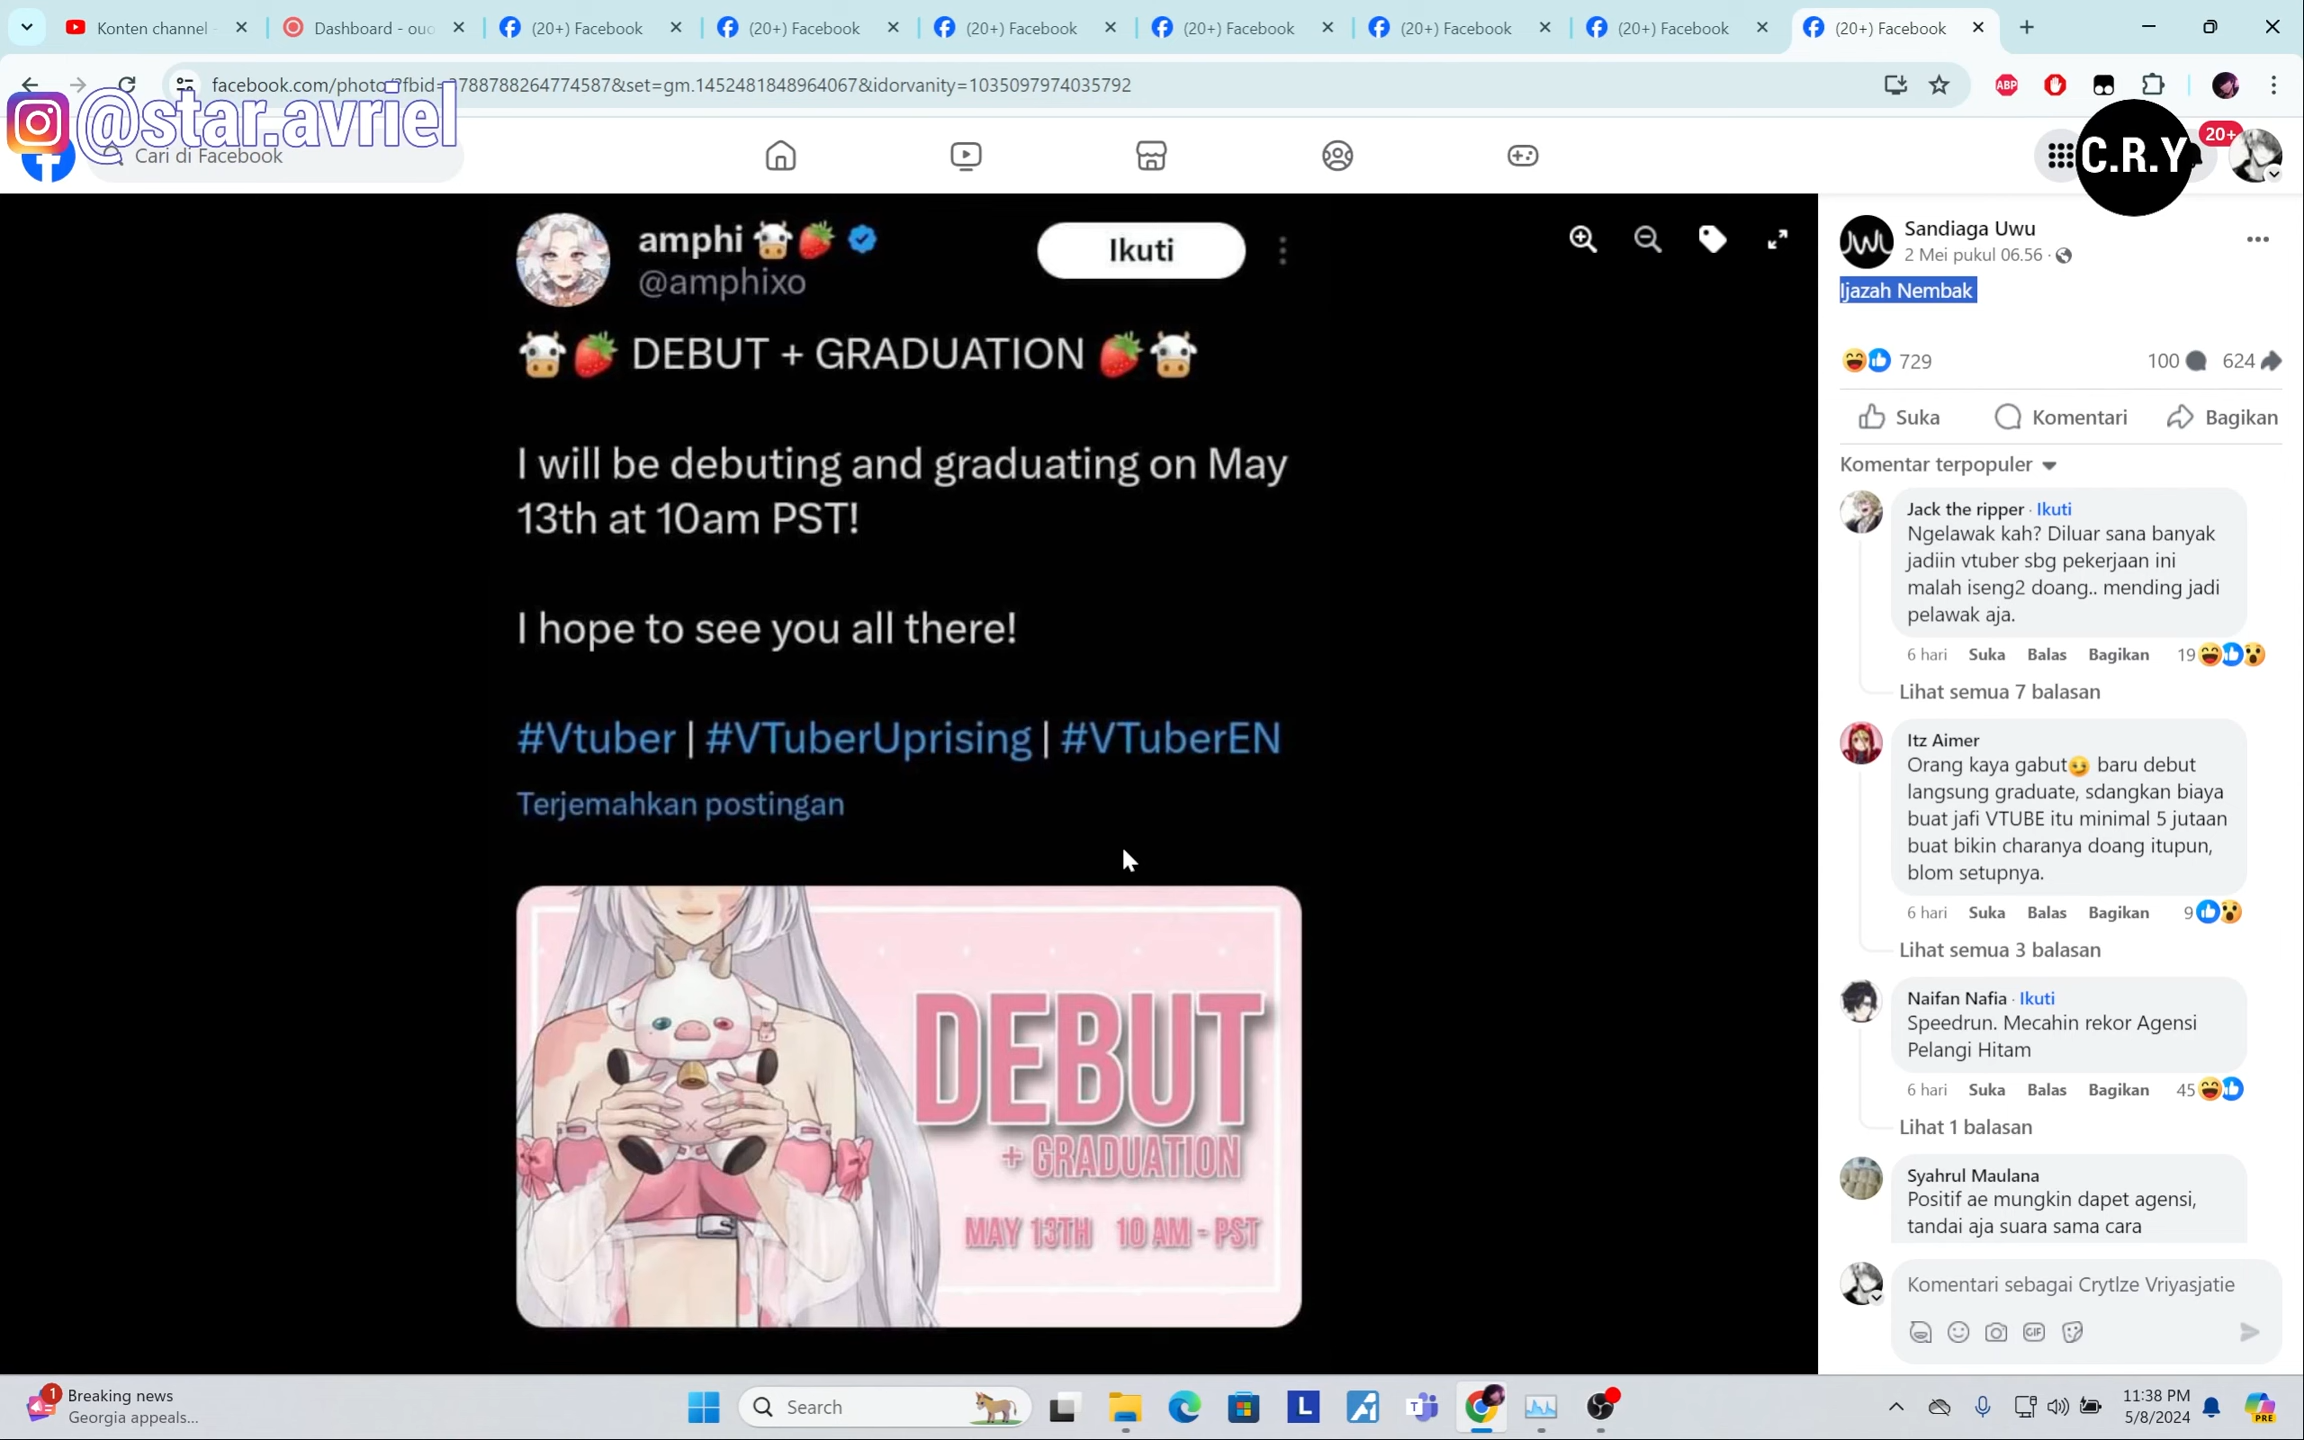 Konten channel -
Dashboard - ouo
(20+) Facebook
(20+) Facebook
(20+) Facebook
(20+) Facebook
(20+) Facebook
(20+) Facebook
(20+) Facebook
facebook.com/photo/?fbid=3788788264774587&set=gm.1452481848964067&idorvanity=1035097974035792
ABP
@star.avriel
Cari di Facebook
C.R.Y
20+
amphi
@amphixo
Ikuti
DEBUT + GRADUATION
I will be debuting and graduating on May
13th at 10am PST!
I hope to see you all there!
#Vtuber | #VTuberUprising | #VTuberEN
Terjemahkan postingan
DEBUT
+ GRADUATION
MAY 13TH 10 AM - PST
JWU
Sandiaga Uwu
2 Mei pukul 06.56 ·
Ijazah Nembak
729
100
624
Suka
Komentari
Bagikan
Komentar terpopuler
Jack the ripper · Ikuti
Ngelawak kah? Diluar sana banyak
jadiin vtuber sbg pekerjaan ini
malah iseng2 doang.. mending jadi
pelawak aja.
6 hari Suka Balas Bagikan 19
Lihat semua 7 balasan
Itz Aimer
Orang kaya gabut😏 baru debut
langsung graduate, sdangkan biaya
buat jafi VTUBE itu minimal 5 jutaan
buat bikin charanya doang itupun,
blom setupnya.
6 hari Suka Balas Bagikan 9
Lihat semua 3 balasan
Naifan Nafia · Ikuti
Speedrun. Mecahin rekor Agensi
Pelangi Hitam
6 hari Suka Balas Bagikan 45
Lihat 1 balasan
Syahrul Maulana
Positif ae mungkin dapet agensi,
tandai aja suara sama cara
Komentari sebagai Crytlze Vriyasjatie
GIF
1
Breaking news
Georgia appeals...
Search
L
T
11:38 PM
5/8/2024
PRE